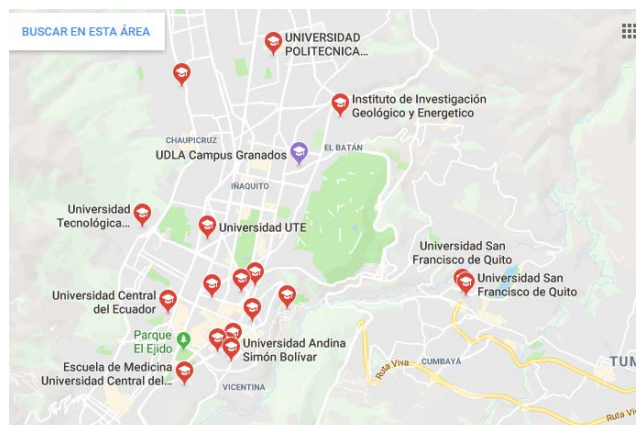 BUSCAR EN ESTA ÁREA
UNIVERSIDAD
POLITECNICA...
Instituto de Investigación
Geológico y Energetico
CHAUPICRUZ
EL BATÁN
UDLA Campus Granados
IÑAQUITO
Universidad
Tecnológica...
Universidad UTE
Universidad San
Francisco de Quito
Universidad San
Francisco de Quito
Universidad Central
del Ecuador
Parque
El Ejido
Universidad Andina
Simón Bolívar
Escuela de Medicina
Universidad Central del...
VICENTINA
CUMBAYÁ
Ruta Viva
TUM
Ruta Viva